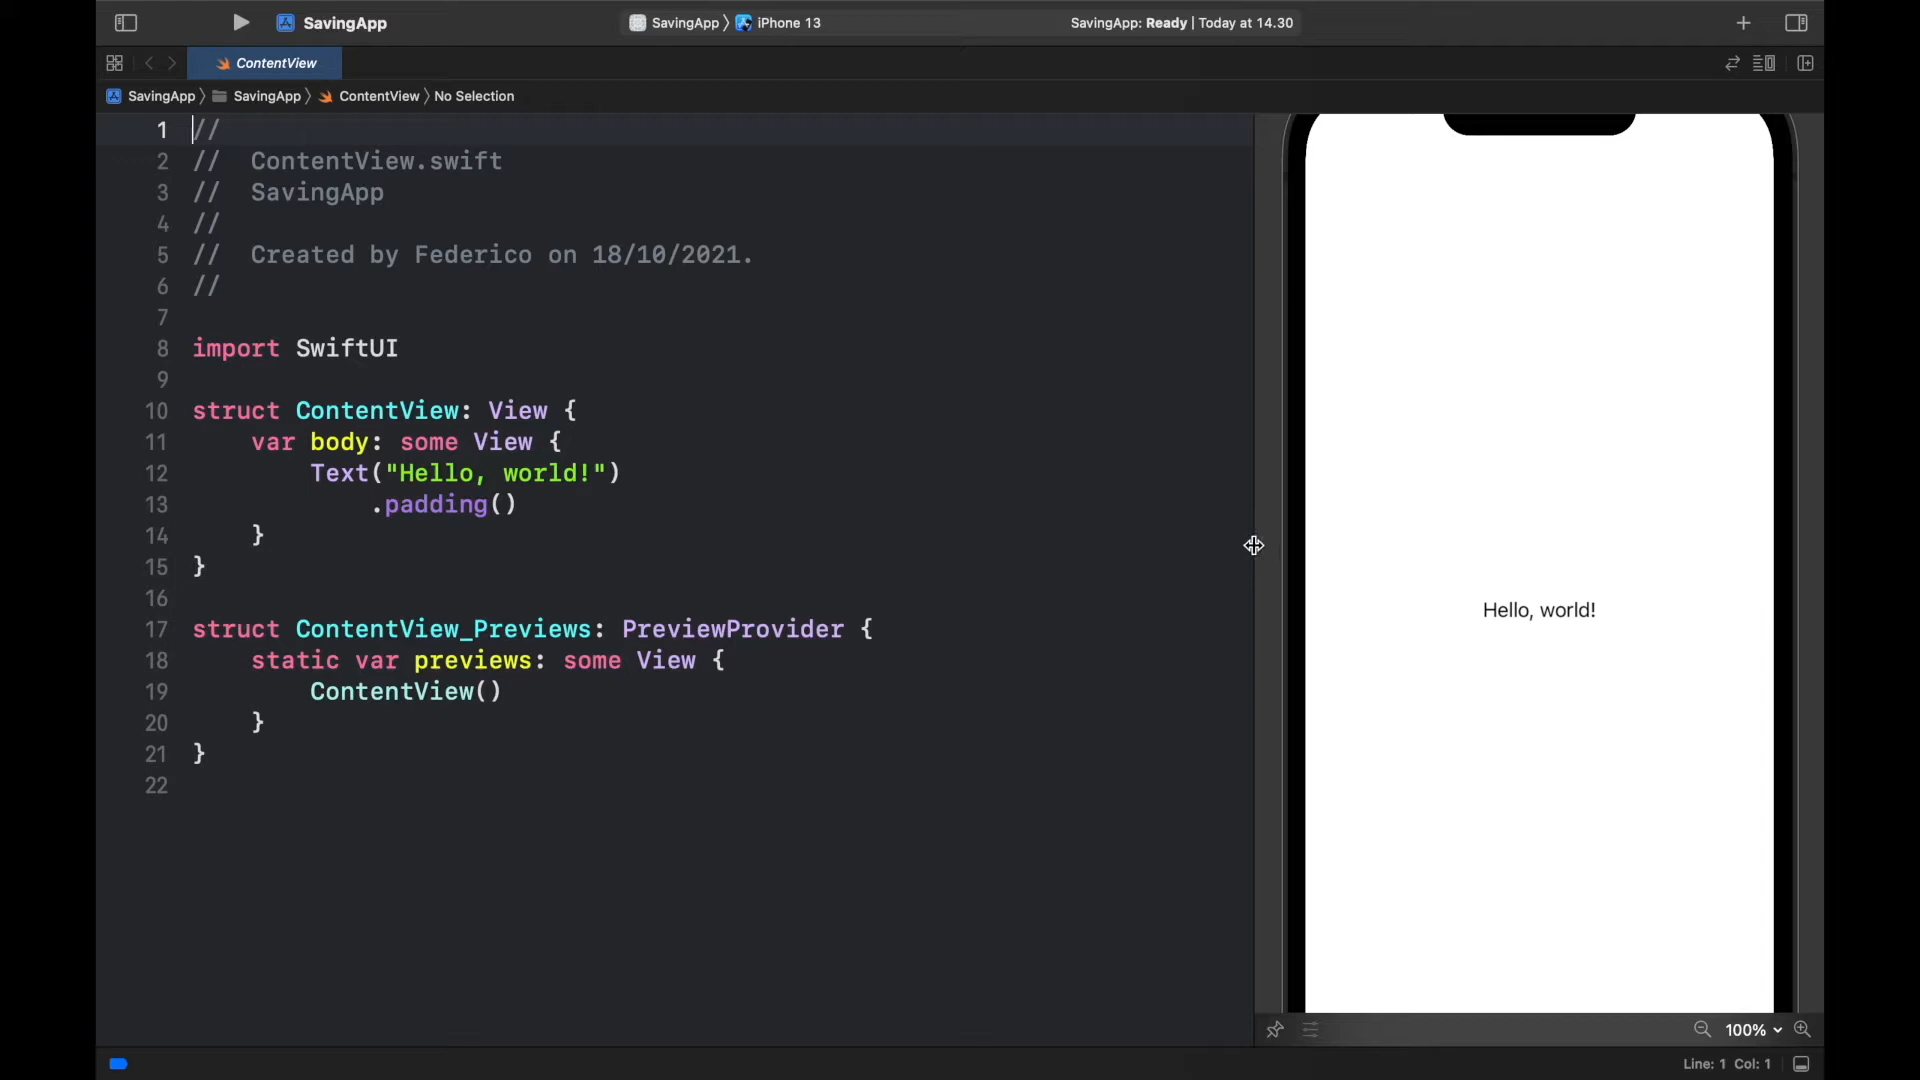 SavingApp
SavingApp 〉 iPhone 13
SavingApp: Ready | Today at 14.30
ContentView
SavingApp 〉 SavingApp 〉 ContentView 〉 No Selection
1 //
2 //  ContentView.swift
3 //  SavingApp
4 //
5 //  Created by Federico on 18/10/2021.
6 //
7
8 import SwiftUI
9
10 struct ContentView: View {
11     var body: some View {
12         Text("Hello, world!")
13             .padding()
14     }
15 }
16
17 struct ContentView_Previews: PreviewProvider {
18     static var previews: some View {
19         ContentView()
20     }
21 }
22
Hello, world!
100%
Line: 1 Col: 1